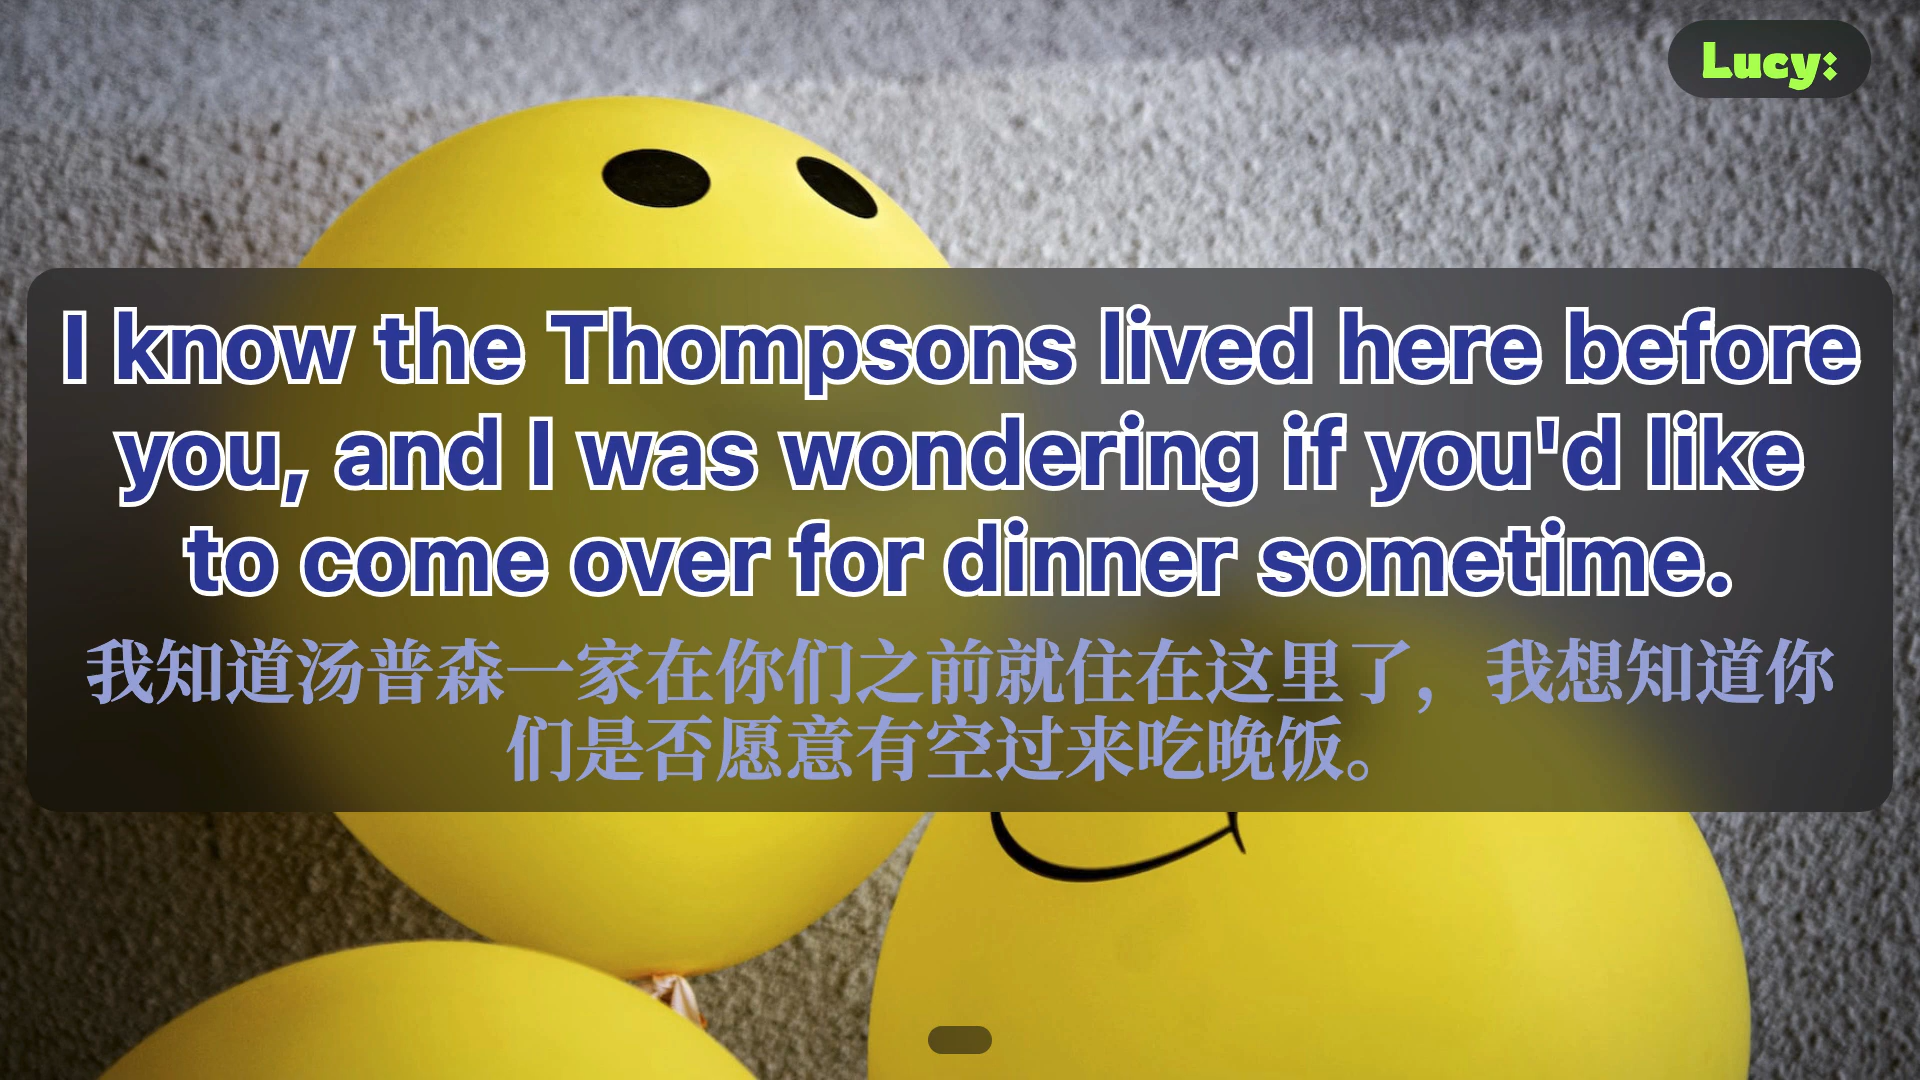 Lucy:
I know the Thompsons lived here before
you, and I was wondering if you'd like
to come over for dinner sometime.
我知道汤普森一家在你们之前就住在这里了，我想知道你
们是否愿意有空过来吃晚饭。